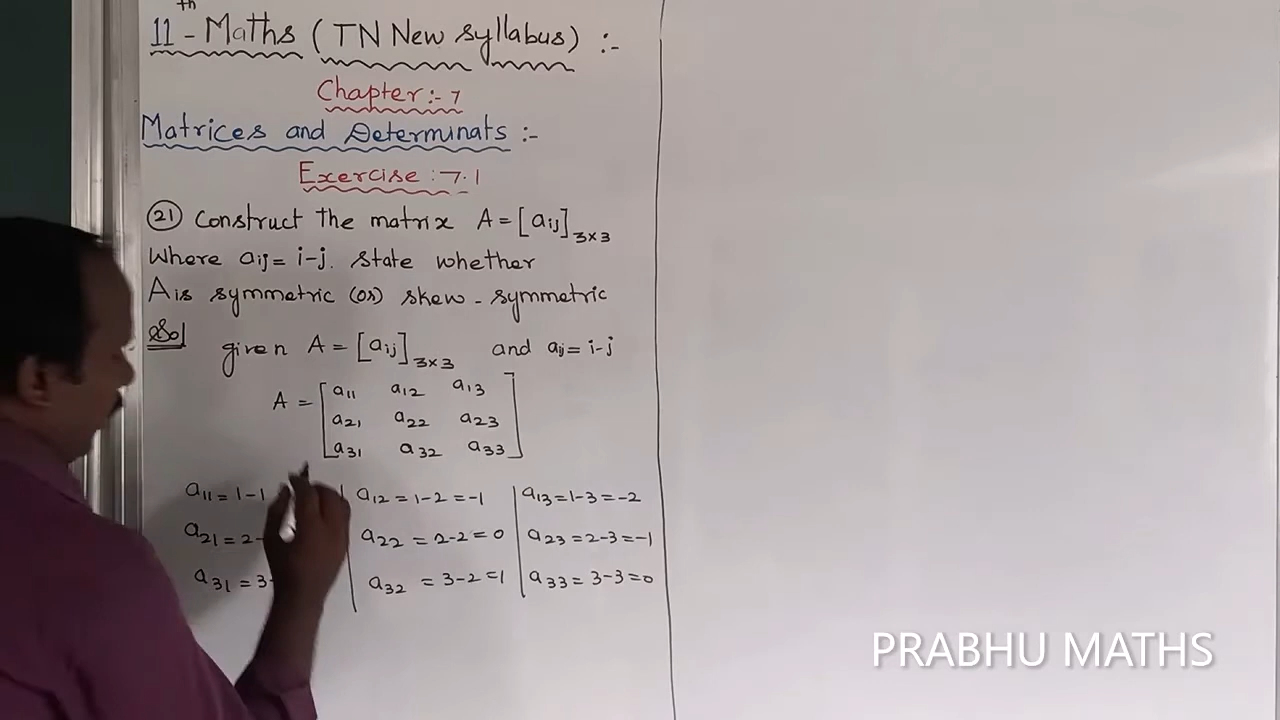 11th - Maths (TN New syllabus) :-
Chapter:- 7
Matrices and Determinats :-
Exercise : 7.1
(21) Construct the matrix A = [aij]3×3
Where aij = i-j. state whether
A is symmetric (or) skew - symmetric
Sol
given A = [aij]3×3 and aij = i-j
A = [a11 a12 a13
a21 a22 a23
a31 a32 a33]
a11 = 1-1 | a12 = 1-2 = -1 | a13 = 1-3 = -2
a21 = 2- | a22 = 2-2 = 0 | a23 = 2-3 = -1
a31 = 3- | a32 = 3-2 = 1 | a33 = 3-3 = 0
PRABHU MATHS